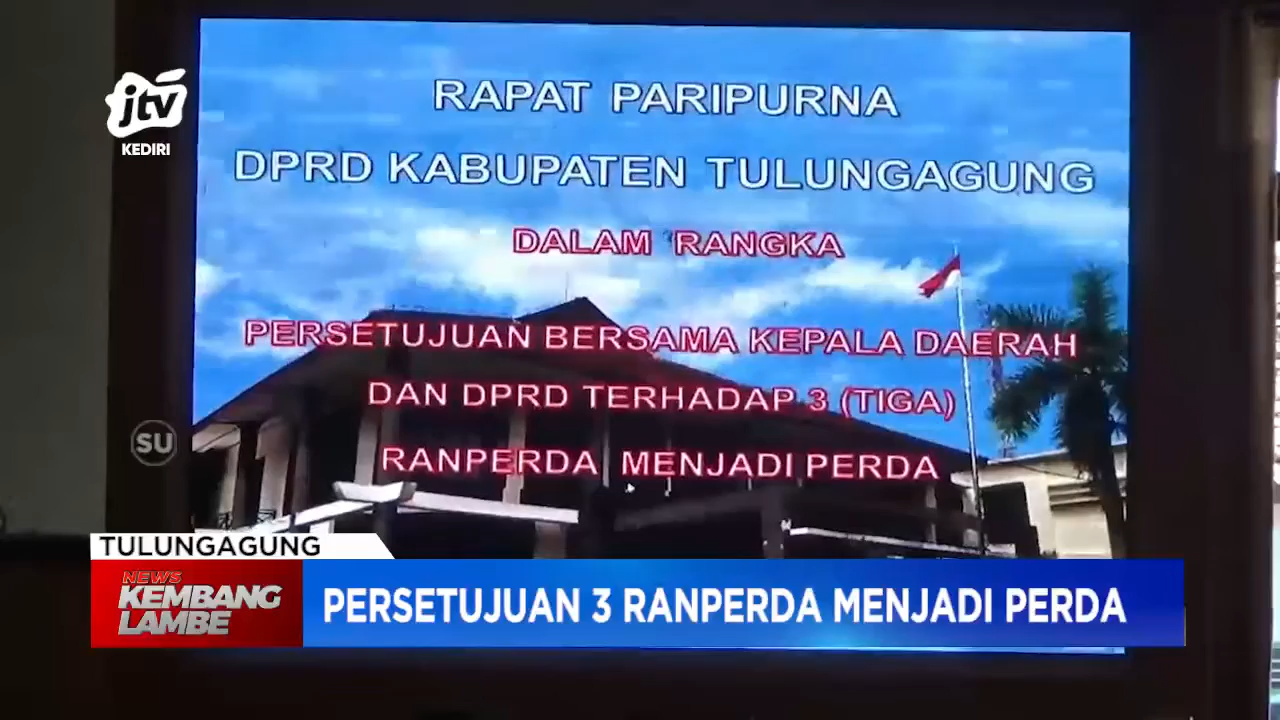 jtv
KEDIRI
RAPAT PARIPURNA
DPRD KABUPATEN TULUNGAGUNG
DALAM RANGKA
PERSETUJUAN BERSAMA KEPALA DAERAH
DAN DPRD TERHADAP 3 (TIGA)
RANPERDA MENJADI PERDA
SU
TULUNGAGUNG
NEWS
KEMBANG
LAMBE
PERSETUJUAN 3 RANPERDA MENJADI PERDA